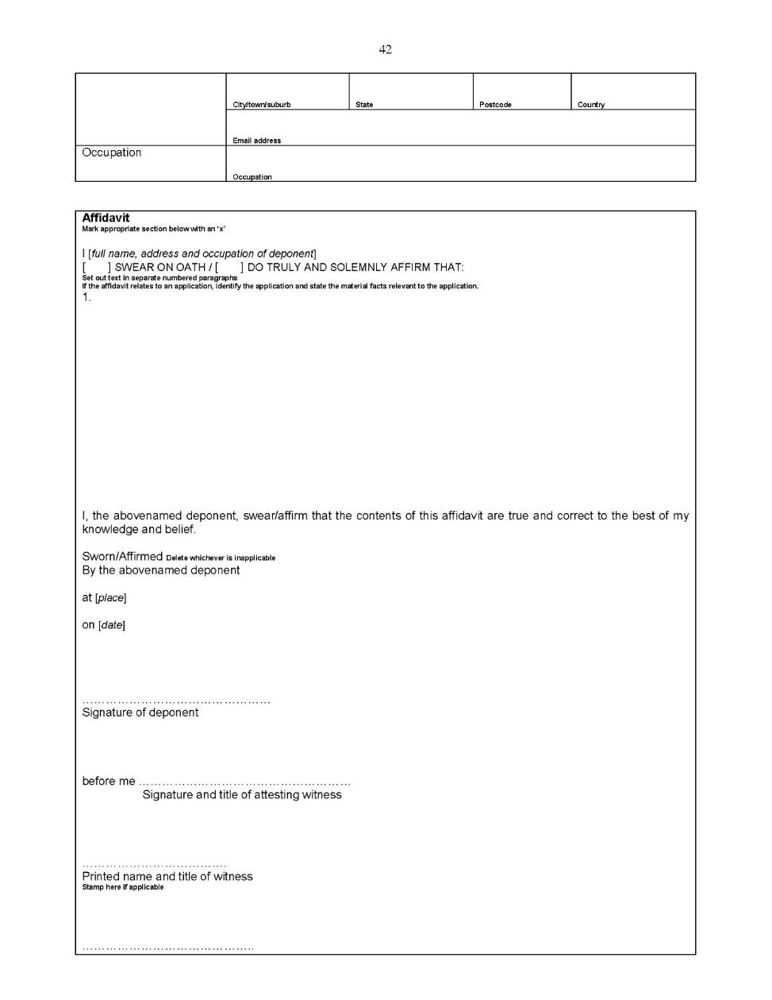 42
City/town/suburb State Postcode Country
Email address
Occupation
Occupation
Affidavit
Mark appropriate section below with an ‘x’
I [full name, address and occupation of deponent]
[ ] SWEAR ON OATH / [ ] DO TRULY AND SOLEMNLY AFFIRM THAT:
Set out text in separate numbered paragraphs
If the affidavit relates to an application, identify the application and state the material facts relevant to the application.
1.
I, the abovenamed deponent, swear/affirm that the contents of this affidavit are true and correct to the best of my
knowledge and belief.
Sworn/Affirmed Delete whichever is inapplicable
By the abovenamed deponent
at [place]
on [date]
…………………………………………
Signature of deponent
before me ………………………………………………
Signature and title of attesting witness
……………………………….
Printed name and title of witness
Stamp here if applicable
……………………………………..